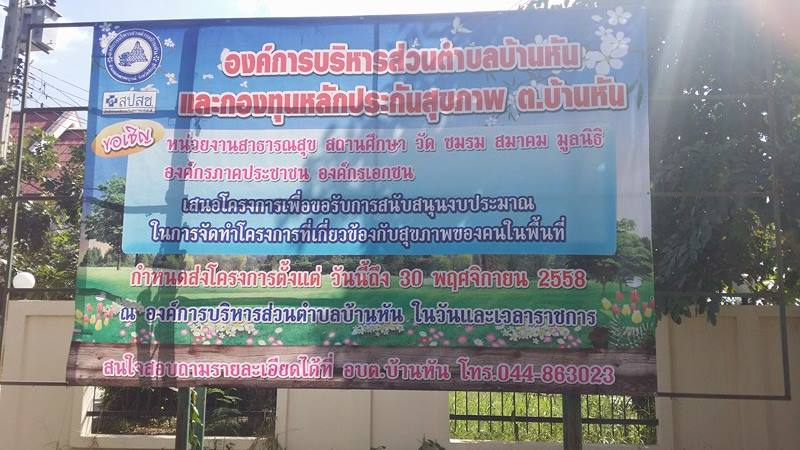 องค์การบริหารส่วนตำบลบ้านหัน
และกองทุนหลักประกันสุขภาพ ต.บ้านหัน
สปสช
ขอเชิญ
หน่วยงานสาธารณสุข สถานศึกษา วัด ชมรม สมาคม มูลนิธิ
องค์กรภาคประชาชน องค์กรเอกชน
เสนอโครงการเพื่อขอรับการสนับสนุนงบประมาณ
ในการจัดทำโครงการที่เกี่ยวข้องกับสุขภาพของคนในพื้นที่
กำหนดส่งโครงการตั้งแต่ วันนี้ถึง 30 พฤศจิกายน 2558
ณ องค์การบริหารส่วนตำบลบ้านหัน ในวันและเวลาราชการ
สนใจสอบถามรายละเอียดได้ที่ อบต.บ้านหัน โทร.044-863023